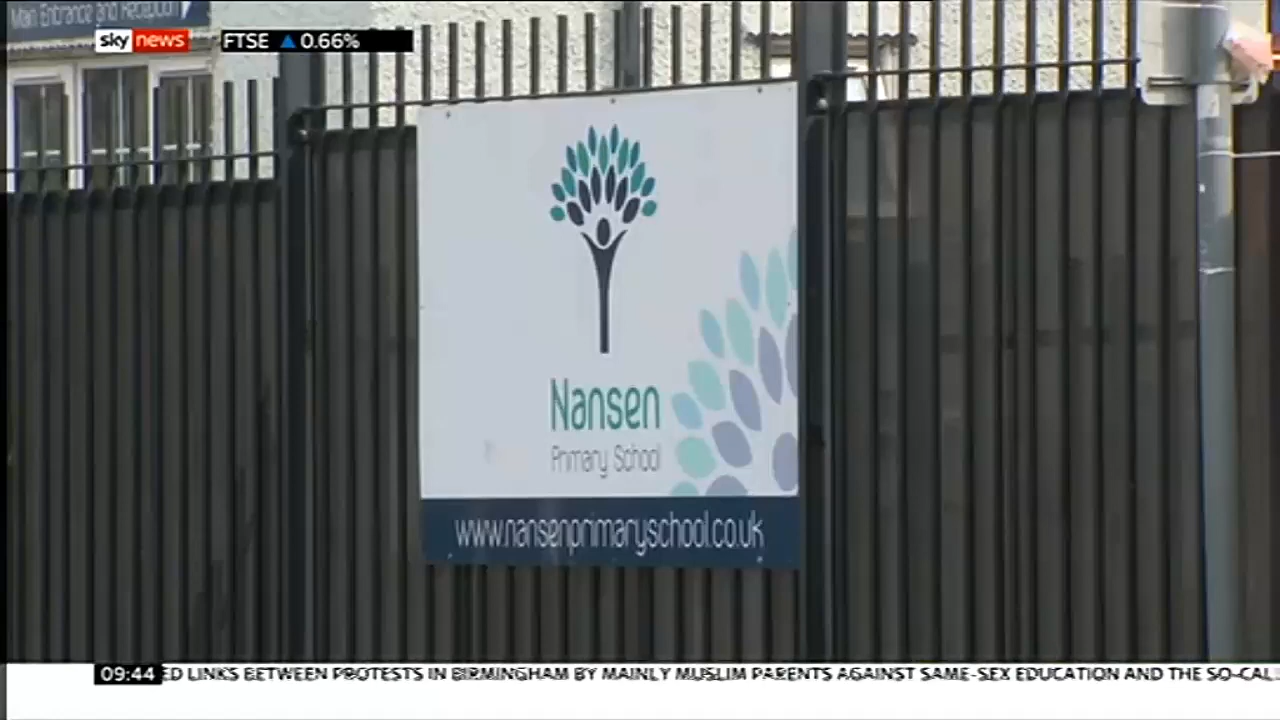 Main Entrance and Reception
sky news
FTSE ▲ 0.66%
Nansen
Primary School
www.nansenprimaryschool.co.uk
09:44 ED LINKS BETWEEN PROTESTS IN BIRMINGHAM BY MAINLY MUSLIM PARENTS AGAINST SAME-SEX EDUCATION AND THE SO-CAL